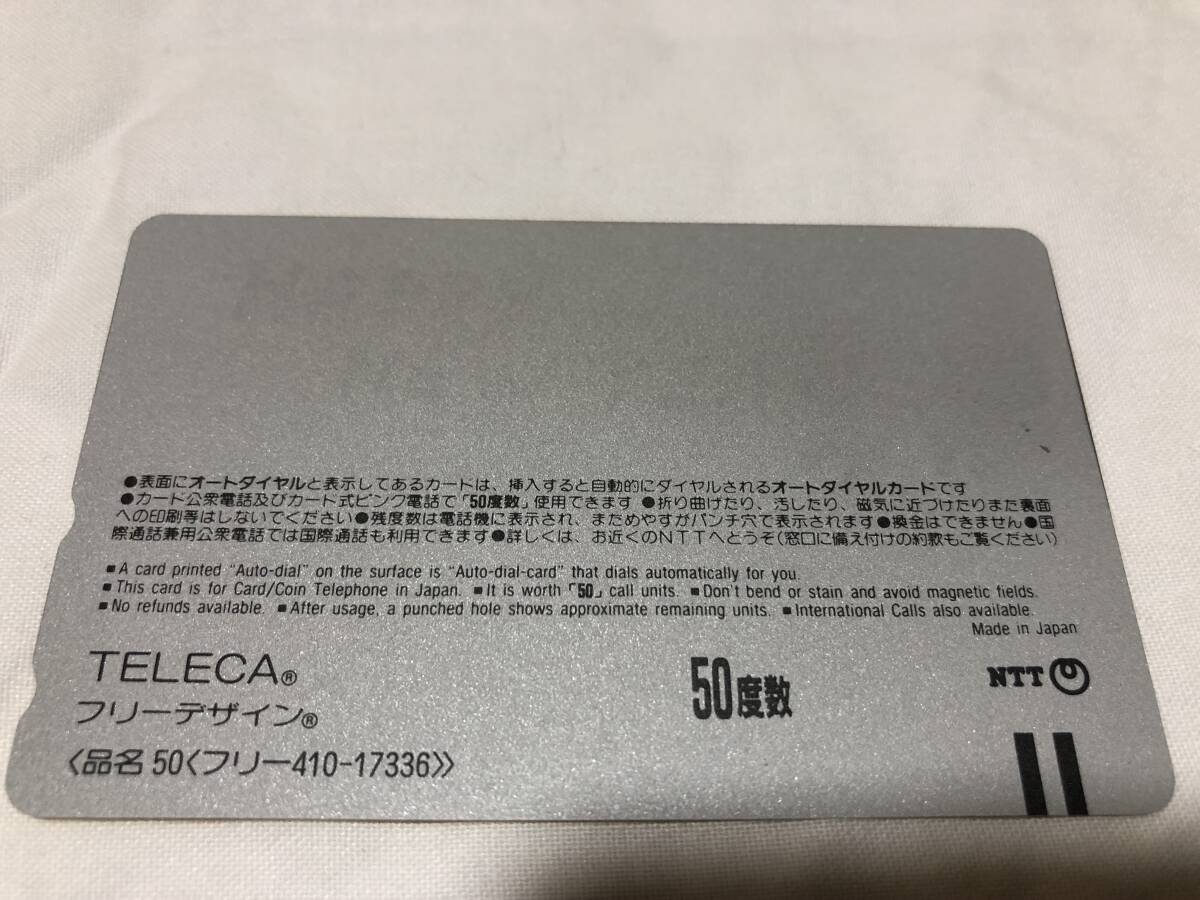 ●表面にオートダイヤルと表示してあるカードは、挿入すると自動的にダイヤルされるオートダイヤルカードです
●カード公衆電話及びカード式ピンク電話で「50度数」使用できます ●折り曲げたり、汚したり、磁気に近づけたりまた裏面
への印刷等はしないでください●残度数は電話機に表示され、まためやすがパンチ穴で表示されます●換金はできません●国
際通話兼用公衆電話では国際通話も利用できます●詳しくは、お近くのNTTへどうぞ(窓口に備え付けの約款もご覧ください)
■A card printed "Auto-dial" on the surface is "Auto-dial-card" that dials automatically for you.
■This card is for Card/Coin Telephone in Japan. ■It is worth「50」call units. ■Don't bend or stain and avoid magnetic fields.
■No refunds available. ■After usage, a punched hole shows approximate remaining units. ■International Calls also available.
Made in Japan
TELECA®
フリーデザイン®
50度数
NTT
〈品名 50〈フリー410-17336〉〉